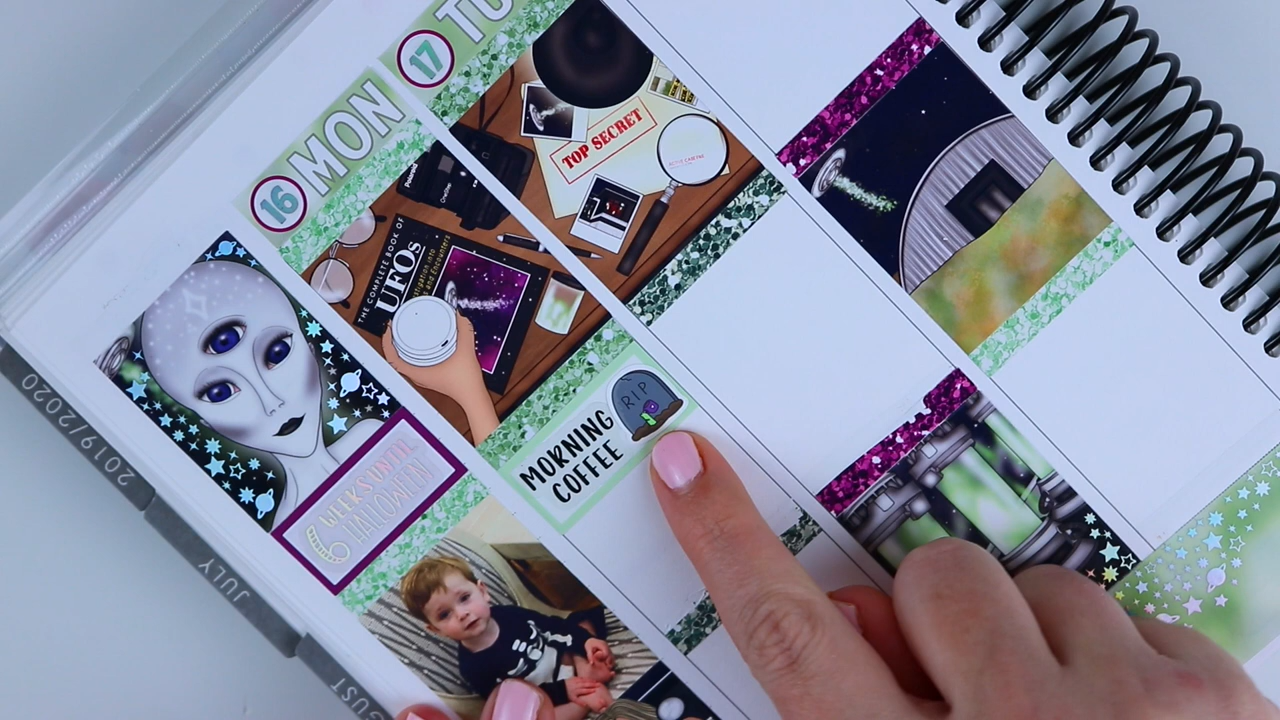 17 TU
16 MON
TOP SECRET
THE COMPLETE BOOK OF
UFOs
RIP
MORNING
COFFEE
6 WEEKS UNTIL
HALLOWEEN
2019/2020
JULY